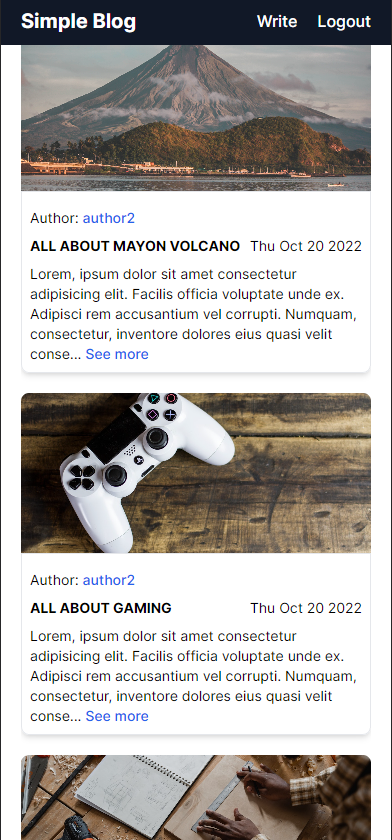 Simple Blog Write Logout
Author: author2
ALL ABOUT MAYON VOLCANO Thu Oct 20 2022
Lorem, ipsum dolor sit amet consectetur
adipisicing elit. Facilis officia voluptate unde ex.
Adipisci rem accusantium vel corrupti. Numquam,
consectetur, inventore dolores eius quasi velit
conse... See more
Author: author2
ALL ABOUT GAMING Thu Oct 20 2022
Lorem, ipsum dolor sit amet consectetur
adipisicing elit. Facilis officia voluptate unde ex.
Adipisci rem accusantium vel corrupti. Numquam,
consectetur, inventore dolores eius quasi velit
conse... See more